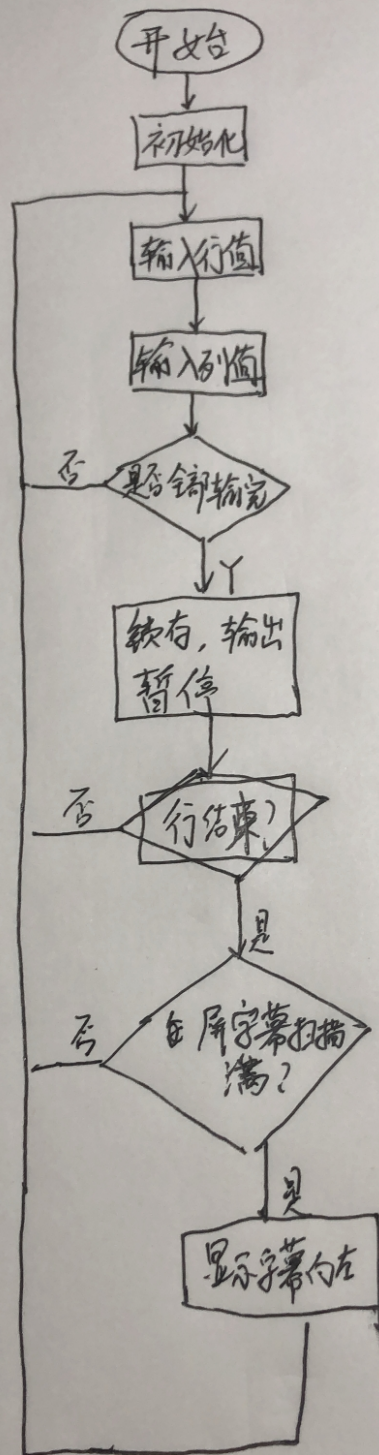 开始
初始化
输入行值
输入列值
否
是否全部输完
Y
锁存，输出
暂停
否
行结束？
是
否
全屏字幕扫描
满？
是
显示字幕向左